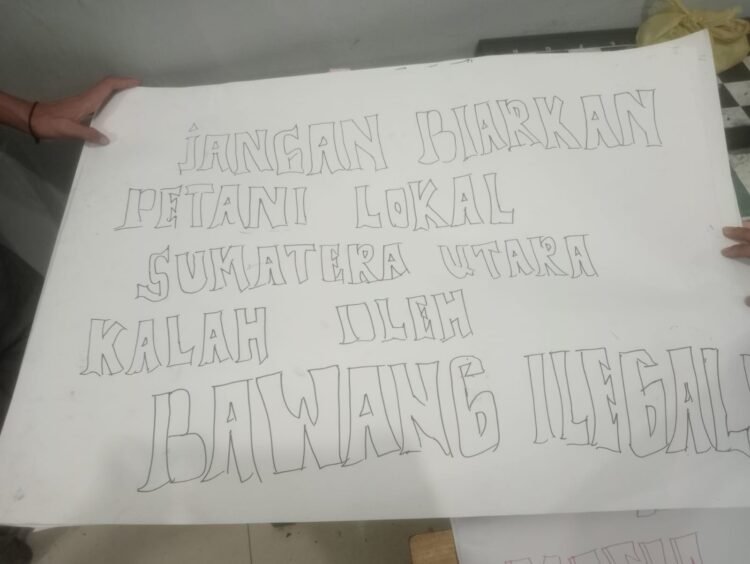 jANGAN BIARKAN
PETANI LOKAL
SUMATERA UTARA
KALAH OLEH
BAWANG ILEGAL